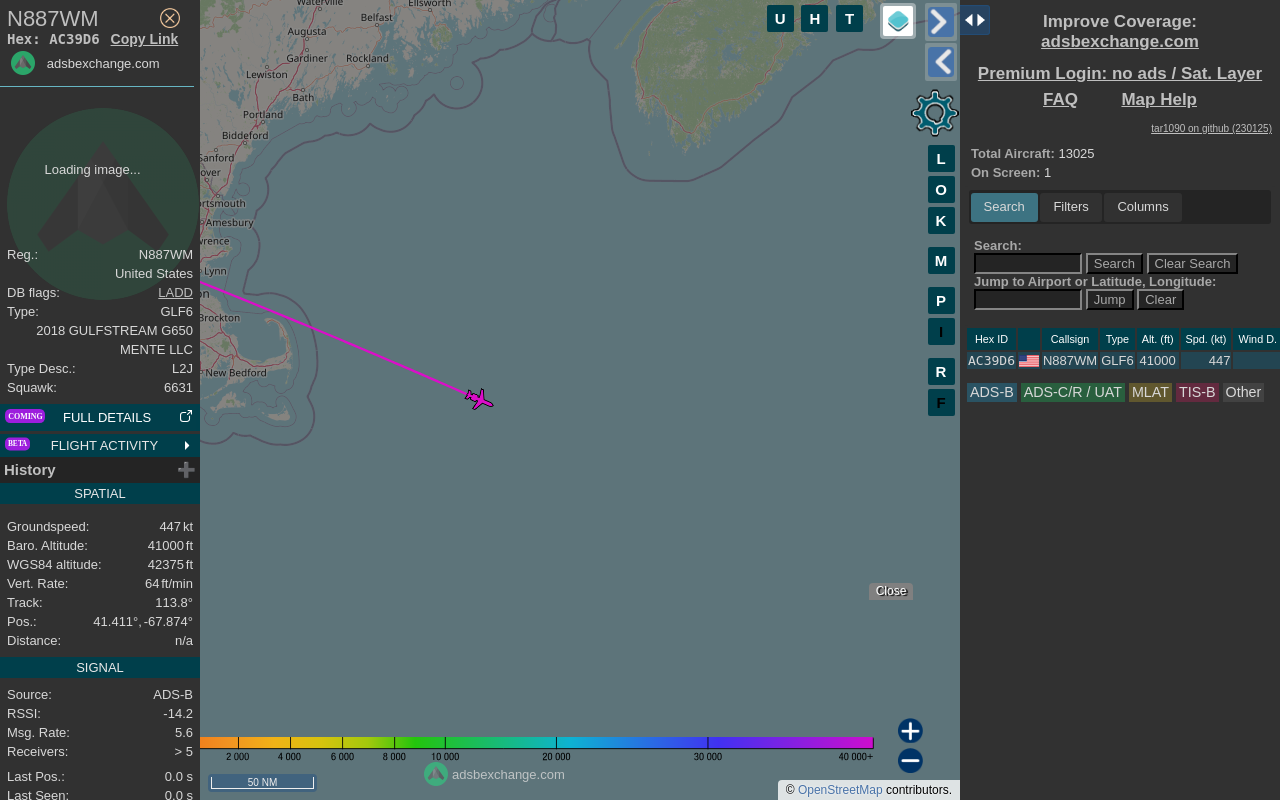 N887WM
Hex: AC39D6 Copy Link
adsbexchange.com
Loading image...
Reg.: N887WM
United States
DB flags: LADD
Type: GLF6
2018 GULFSTREAM G650
MENTE LLC
Type Desc.: L2J
Squawk: 6631
COMING FULL DETAILS
BETA FLIGHT ACTIVITY
History
SPATIAL
Groundspeed: 447 kt
Baro. Altitude: 41000 ft
WGS84 altitude: 42375 ft
Vert. Rate: 64 ft/min
Track: 113.8°
Pos.: 41.411°, -67.874°
Distance: n/a
SIGNAL
Source: ADS-B
RSSI: -14.2
Msg. Rate: 5.6
Receivers: > 5
Last Pos.: 0.0 s
Last Seen: 0.0 s
Waterville
Ellsworth
Belfast
Augusta
Gardiner
Rockland
Lewiston
Bath
Portland
Biddeford
Sanford
over
rtsmouth
Amesbury
wrence
Lynn
on
Brockton
New Bedford
U H T
L
O
K
M
P
I
R
F
Close
2 000 4 000 6 000 8 000 10 000 20 000 30 000 40 000+
adsbexchange.com
50 NM
© OpenStreetMap contributors.
Improve Coverage:
adsbexchange.com
Premium Login: no ads / Sat. Layer
FAQ Map Help
tar1090 on github (230125)
Total Aircraft: 13025
On Screen: 1
Search Filters Columns
Search:
Search Clear Search
Jump to Airport or Latitude, Longitude:
Jump Clear
Hex ID Callsign Type Alt. (ft) Spd. (kt) Wind D.
AC39D6 N887WM GLF6 41000 447
ADS-B ADS-C/R / UAT MLAT TIS-B Other